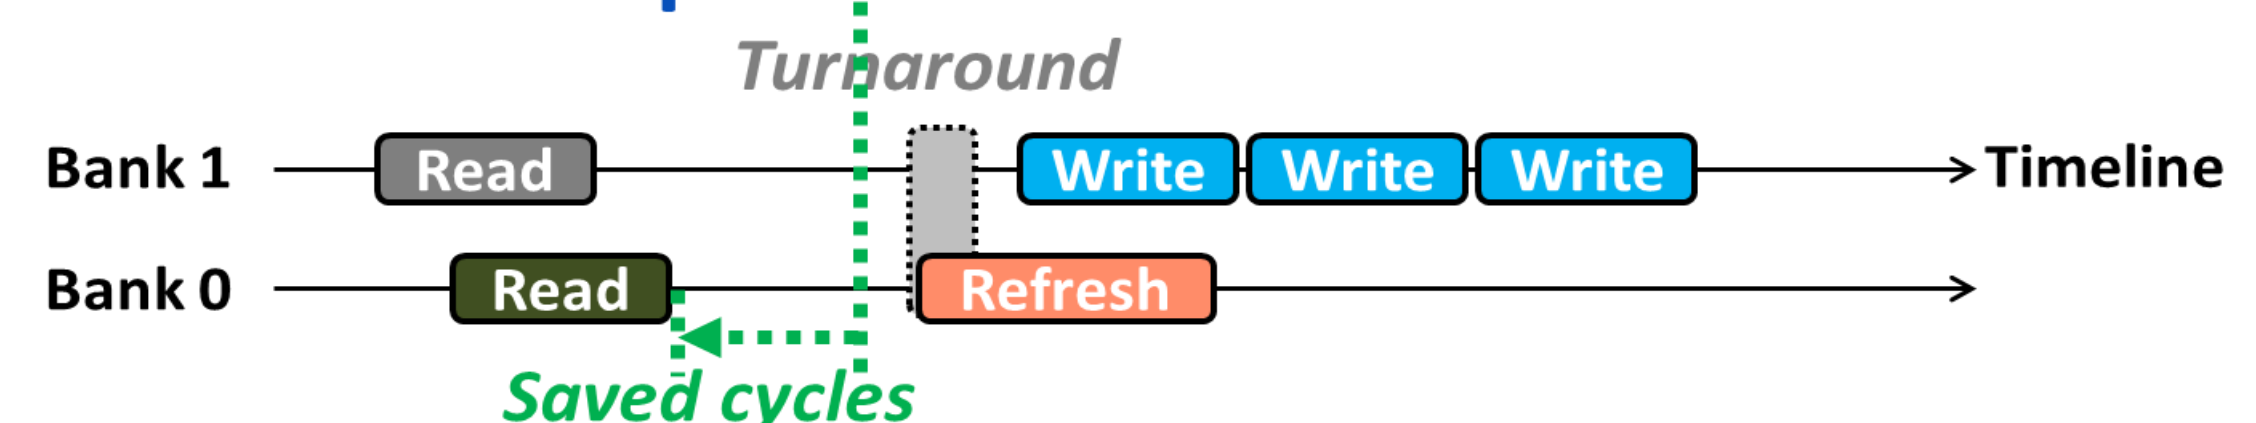 Turnaround
Bank 1 Read Write Write Write Timeline
Bank 0 Read Refresh
Saved cycles